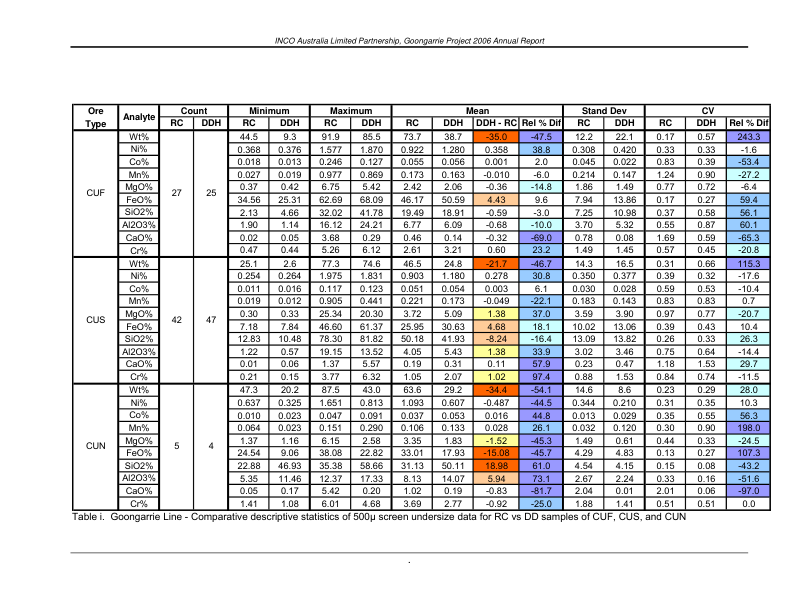 INCO Australia Limited Partnership, Goongarrie Project 2006 Annual Report
Ore Type Analyte Count Minimum Maximum Mean Stand Dev CV
RC DDH RC DDH RC DDH RC DDH DDH - RC Rel % Dif RC DDH RC DDH Rel % Dif
CUF 27 25
Wt% 44.5 9.3 91.9 85.5 73.7 38.7 -35.0 -47.5 12.2 22.1 0.17 0.57 243.3
Ni% 0.368 0.376 1.577 1.870 0.922 1.280 0.358 38.8 0.308 0.420 0.33 0.33 -1.6
Co% 0.018 0.013 0.246 0.127 0.055 0.056 0.001 2.0 0.045 0.022 0.83 0.39 -53.4
Mn% 0.027 0.019 0.977 0.869 0.173 0.163 -0.010 -6.0 0.214 0.147 1.24 0.90 -27.2
MgO% 0.37 0.42 6.75 5.42 2.42 2.06 -0.36 -14.8 1.86 1.49 0.77 0.72 -6.4
FeO% 34.56 25.31 62.69 68.09 46.17 50.59 4.43 9.6 7.94 13.86 0.17 0.27 59.4
SiO2% 2.13 4.66 32.02 41.78 19.49 18.91 -0.59 -3.0 7.25 10.98 0.37 0.58 56.1
Al2O3% 1.90 1.14 16.12 24.21 6.77 6.09 -0.68 -10.0 3.70 5.32 0.55 0.87 60.1
CaO% 0.02 0.05 3.68 0.29 0.46 0.14 -0.32 -69.0 0.78 0.08 1.69 0.59 -65.3
Cr% 0.47 0.44 5.26 6.12 2.61 3.21 0.60 23.2 1.49 1.45 0.57 0.45 -20.8
CUS 42 47
Wt% 25.1 2.6 77.3 74.6 46.5 24.8 -21.7 -46.7 14.3 16.5 0.31 0.66 115.3
Ni% 0.254 0.264 1.975 1.831 0.903 1.180 0.278 30.8 0.350 0.377 0.39 0.32 -17.6
Co% 0.011 0.016 0.117 0.123 0.051 0.054 0.003 6.1 0.030 0.028 0.59 0.53 -10.4
Mn% 0.019 0.012 0.905 0.441 0.221 0.173 -0.049 -22.1 0.183 0.143 0.83 0.83 0.7
MgO% 0.30 0.33 25.34 20.30 3.72 5.09 1.38 37.0 3.59 3.90 0.97 0.77 -20.7
FeO% 7.18 7.84 46.60 61.37 25.95 30.63 4.68 18.1 10.02 13.06 0.39 0.43 10.4
SiO2% 12.83 10.48 78.30 81.82 50.18 41.93 -8.24 -16.4 13.09 13.82 0.26 0.33 26.3
Al2O3% 1.22 0.57 19.15 13.52 4.05 5.43 1.38 33.9 3.02 3.46 0.75 0.64 -14.4
CaO% 0.01 0.06 1.37 5.57 0.19 0.31 0.11 57.9 0.23 0.47 1.18 1.53 29.7
Cr% 0.21 0.15 3.77 6.32 1.05 2.07 1.02 97.4 0.88 1.53 0.84 0.74 -11.5
CUN 5 4
Wt% 47.3 20.2 87.5 43.0 63.6 29.2 -34.4 -54.1 14.6 8.6 0.23 0.29 28.0
Ni% 0.637 0.325 1.651 0.813 1.093 0.607 -0.487 -44.5 0.344 0.210 0.31 0.35 10.3
Co% 0.010 0.023 0.047 0.091 0.037 0.053 0.016 44.8 0.013 0.029 0.35 0.55 56.3
Mn% 0.064 0.023 0.151 0.290 0.106 0.133 0.028 26.1 0.032 0.120 0.30 0.90 198.0
MgO% 1.37 1.16 6.15 2.58 3.35 1.83 -1.52 -45.3 1.49 0.61 0.44 0.33 -24.5
FeO% 24.54 9.06 38.08 22.82 33.01 17.93 -15.08 -45.7 4.29 4.83 0.13 0.27 107.3
SiO2% 22.88 46.93 35.38 58.66 31.13 50.11 18.98 61.0 4.54 4.15 0.15 0.08 -43.2
Al2O3% 5.35 11.46 12.37 17.33 8.13 14.07 5.94 73.1 2.67 2.24 0.33 0.16 -51.6
CaO% 0.05 0.17 5.42 0.20 1.02 0.19 -0.83 -81.7 2.04 0.01 2.01 0.06 -97.0
Cr% 1.41 1.08 6.01 4.68 3.69 2.77 -0.92 -25.0 1.88 1.41 0.51 0.51 0.0
Table i. Goongarrie Line - Comparative descriptive statistics of 500µ screen undersize data for RC vs DD samples of CUF, CUS, and CUN
.